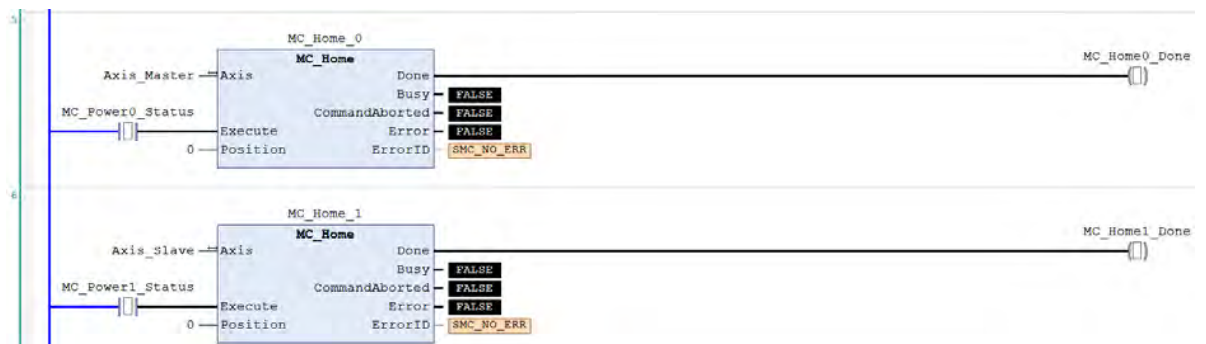 5
MC_Home_0
MC_Home
MC_Home0_Done
Axis_Master Axis Done
Busy FALSE
MC_Power0_Status CommandAborted FALSE
Execute Error FALSE
0 Position ErrorID SMC_NO_ERR
6
MC_Home_1
MC_Home
MC_Home1_Done
Axis_Slave Axis Done
Busy FALSE
MC_Power1_Status CommandAborted FALSE
Execute Error FALSE
0 Position ErrorID SMC_NO_ERR